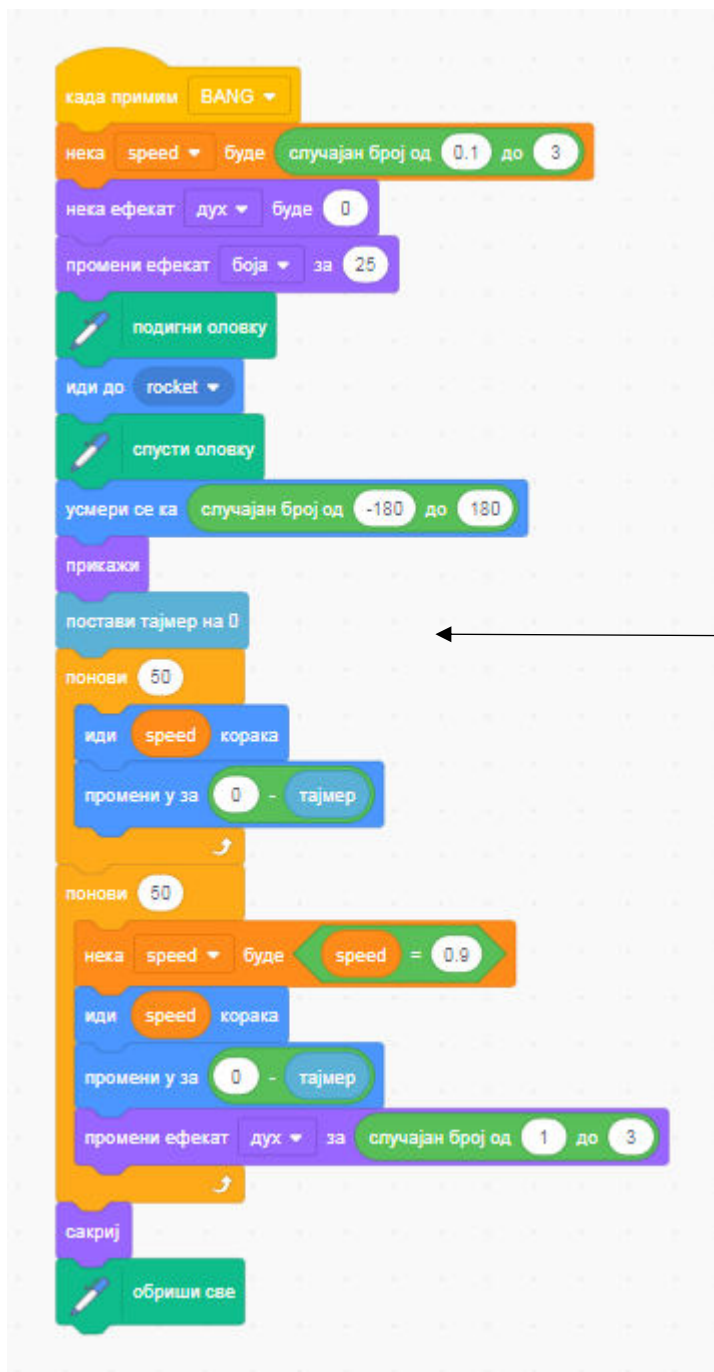 када примим BANG
нека speed буде случајан број од 0.1 до 3
нека ефекат дух буде 0
промени ефекат боја за 25
подигни оловку
иди до rocket
спусти оловку
усмери се ка случајан број од -180 до 180
прикажи
постави тајмер на 0
понови 50
иди speed корака
промени у за 0 - тајмер
понови 50
нека speed буде speed = 0.9
иди speed корака
промени у за 0 - тајмер
промени ефекат дух за случајан број од 1 до 3
сакриј
обриши све